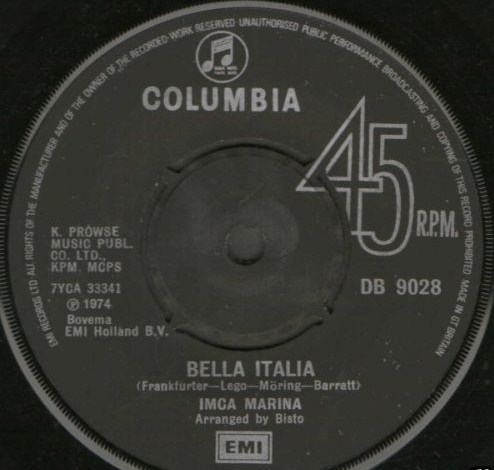 EMI RECORDS LTD ALL RIGHTS OF THE MANUFACTURER AND OF THE OWNER OF THE RECORDED WORK RESERVED UNAUTHORISED PUBLIC PERFORMANCE BROADCASTING AND COPYING OF THIS RECORD PROHIBITED MADE IN GT BRITAIN
COLUMBIA
45
R.P.M.
K. PROWSE
MUSIC PUBL.
CO. LTD.,
KPM. MCPS
7YCA 33341
℗ 1974
Bovema
EMI Holland B.V.
DB 9028
BELLA ITALIA
(Frankfurter—Lego—Möring—Barratt)
IMCA MARINA
Arranged by Bisto
EMI